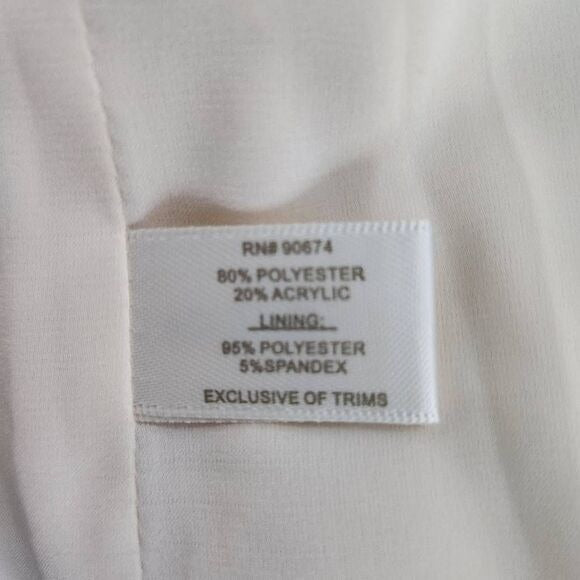 RN# 90674
80% POLYESTER
20% ACRYLIC
LINING:
95% POLYESTER
5%SPANDEX
EXCLUSIVE OF TRIMS